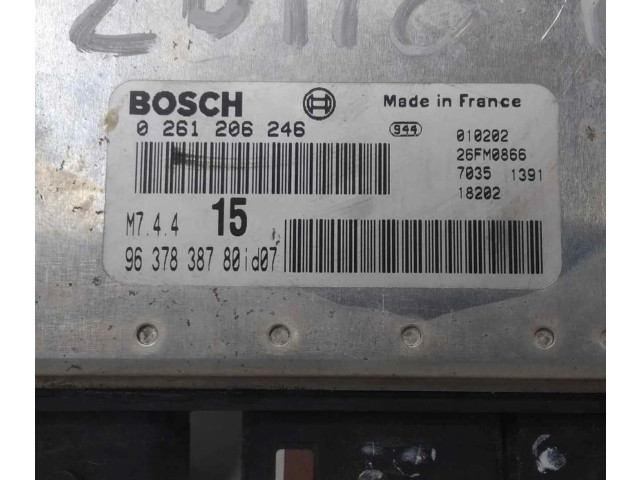 BOSCH Made in France
0 261 206 246 944 010202
26FM0866
7035 1391
18202
M7.4.4 15
96 378 387 80id07